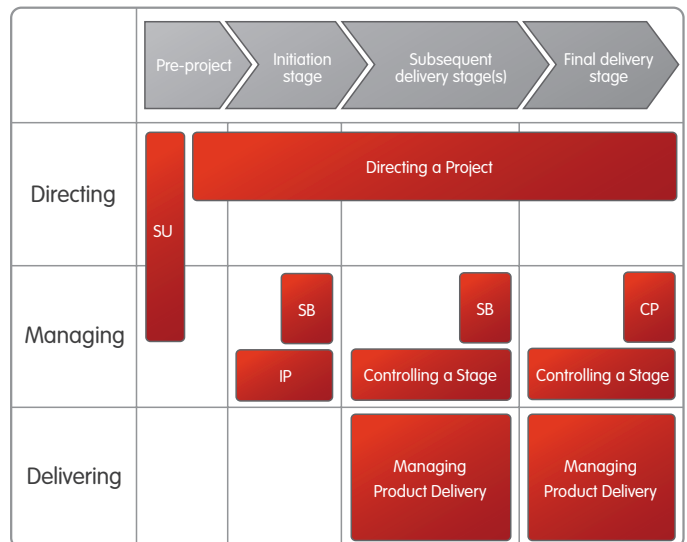 Pre-project
Initiation
stage
Subsequent
delivery stage(s)
Final delivery
stage
Directing
SU
Directing a Project
Managing
SB
SB
CP
IP
Controlling a Stage
Controlling a Stage
Delivering
Managing
Product Delivery
Managing
Product Delivery